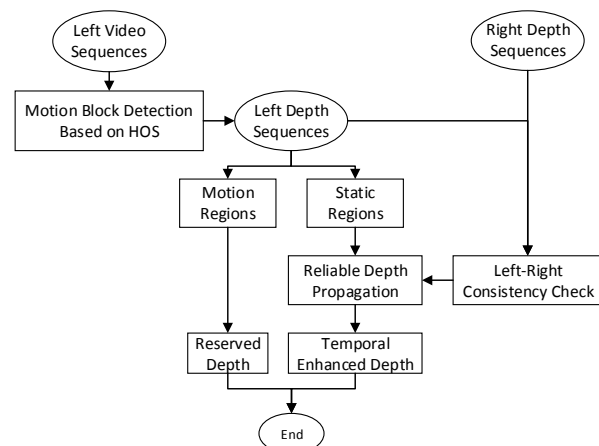 Left Video
Sequences
Right Depth
Sequences
Motion Block Detection
Based on HOS
Left Depth
Sequences
Motion
Regions
Static
Regions
Reliable Depth
Propagation
Left-Right
Consistency Check
Reserved
Depth
Temporal
Enhanced Depth
End